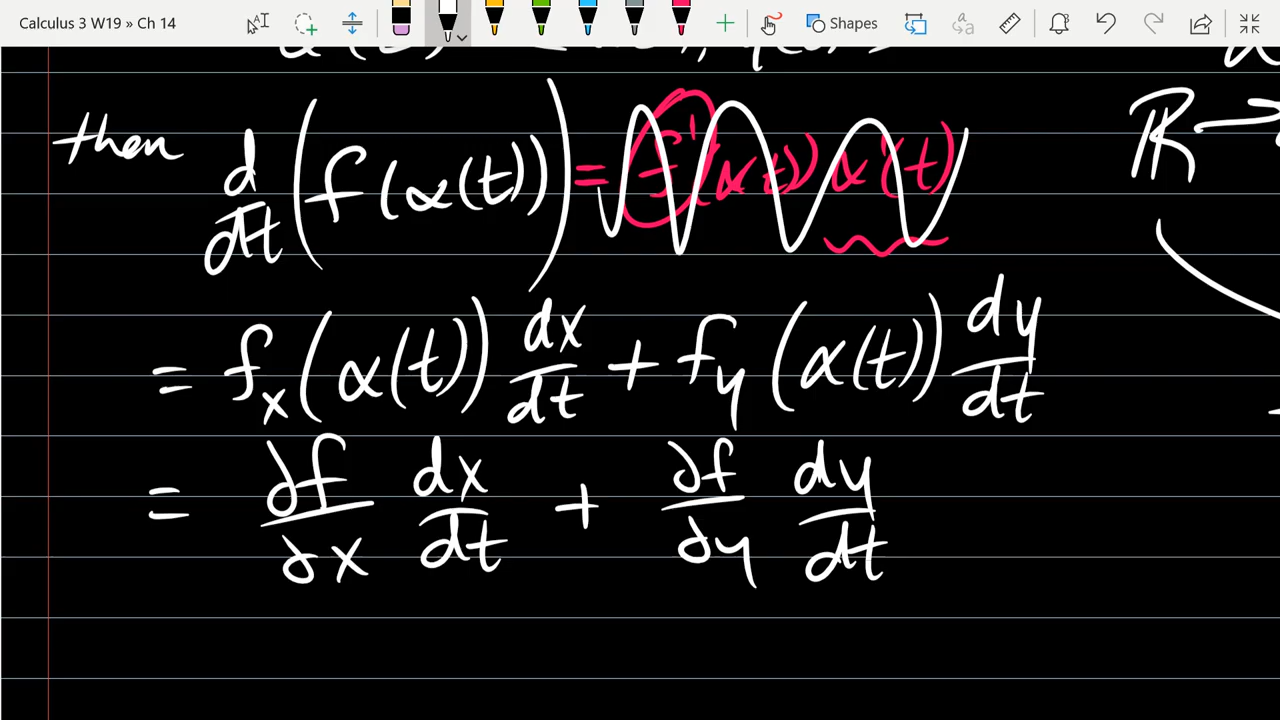 Calculus 3 W19 » Ch 14
Shapes
then d/dt (f(α(t))) = f'(α(t)) α'(t)
ℝ →
= f_x(α(t)) dx/dt + f_y(α(t)) dy/dt
= ∂f/∂x dx/dt + ∂f/∂y dy/dt